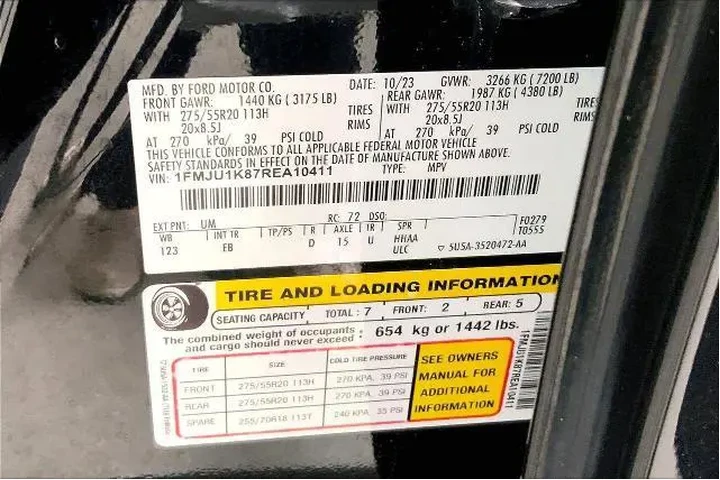 MFD. BY FORD MOTOR CO. DATE: 10/23 GVWR: 3266 KG (7200 LB)
FRONT GAWR: 1440 KG (3175 LB) REAR GAWR: 1987 KG (4380 LB)
WITH 275/55R20 113H TIRES WITH 275/55R20 113H TIRE
20x8.5J RIMS 20x8.5J RIMS
AT 270 kPa/ 39 PSI COLD AT 270 kPa/ 39 PSI COLD
THIS VEHICLE CONFORMS TO ALL APPLICABLE FEDERAL MOTOR VEHICLE
SAFETY STANDARDS IN EFFECT ON THE DATE OF MANUFACTURE SHOWN ABOVE.
VIN: 1FMJU1K87REA10411 TYPE: MPV
EXT PNT: UM RC: 72 DSO: F0279
WB INT TR TP/PS R AXLE TR SPR T0555
123 EB D 15 U HHAA
ULC 5USA-3520472-AA
TIRE AND LOADING INFORMATION
SEATING CAPACITY TOTAL: 7 FRONT: 2 REAR: 5
The combined weight of occupants and cargo should never exceed: 654 kg or 1442 lbs.
TIRE SIZE COLD TIRE PRESSURE
FRONT 275/55R20 113H 270 KPA, 39 PSI
REAR 275/55R20 113H 270 KPA, 39 PSI
SPARE 255/70R18 113T 240 KPA, 35 PSI
SEE OWNERS
MANUAL FOR
ADDITIONAL
INFORMATION
1FMJU1K87REA10411